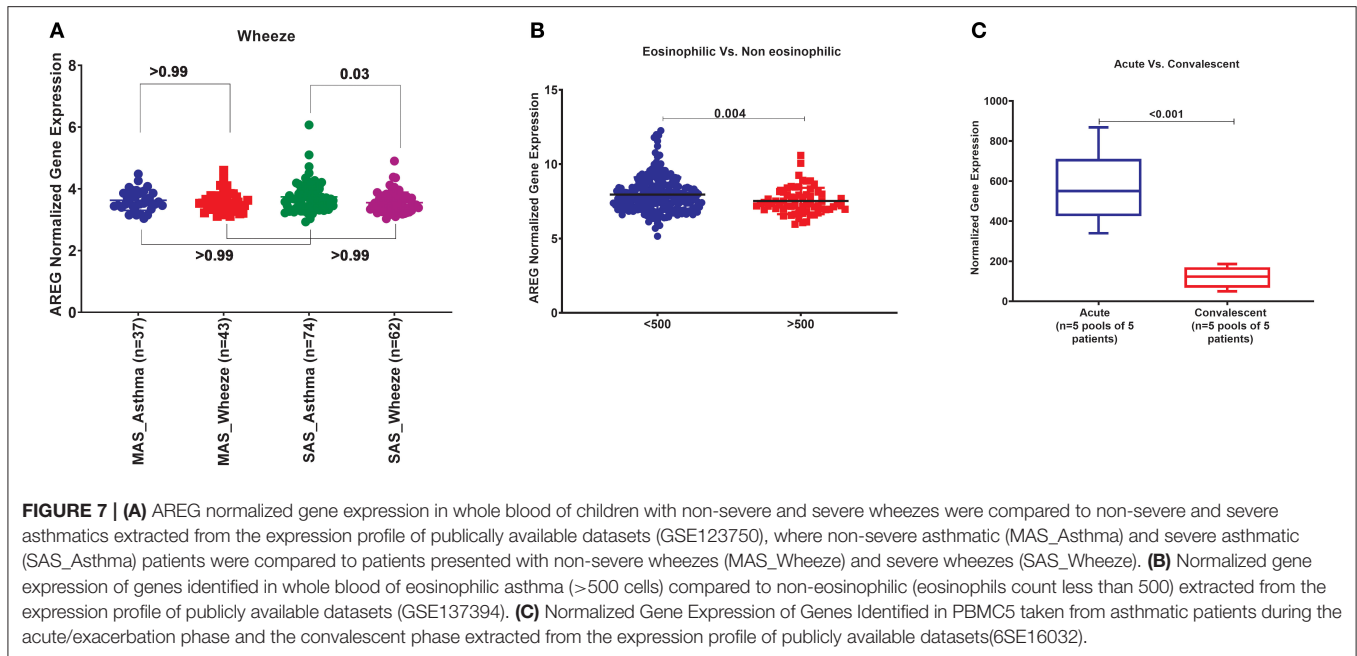 A
Wheeze
AREG Normalized Gene Expression
8
6
4
2
0
>0.99
0.03
>0.99
>0.99
MAS_Asthma (n=37)
MAS_Wheeze (n=43)
SAS_Asthma (n=74)
SAS_Wheeze (n=62)
B
Eosinophilic Vs. Non eosinophilic
AREG Normalized Gene Expression
15
10
5
0
0.004
<500
>500
C
Acute Vs. Convalescent
Normalized Gene Expression
1000
800
600
400
200
0
<0.001
Acute
(n=5 pools of 5
patients)
Convalescent
(n=5 pools of 5
patients)
FIGURE 7 | (A) AREG normalized gene expression in whole blood of children with non-severe and severe wheezes were compared to non-severe and severe
asthmatics extracted from the expression profile of publically available datasets (GSE123750), where non-severe asthmatic (MAS_Asthma) and severe asthmatic
(SAS_Asthma) patients were compared to patients presented with non-severe wheezes (MAS_Wheeze) and severe wheezes (SAS_Wheeze). (B) Normalized gene
expression of genes identified in whole blood of eosinophilic asthma (>500 cells) compared to non-eosinophilic (eosinophils count less than 500) extracted from the
expression profile of publicly available datasets (GSE137394). (C) Normalized Gene Expression of Genes Identified in PBMC5 taken from asthmatic patients during the
acute/exacerbation phase and the convalescent phase extracted from the expression profile of publicly available datasets(6SE16032).